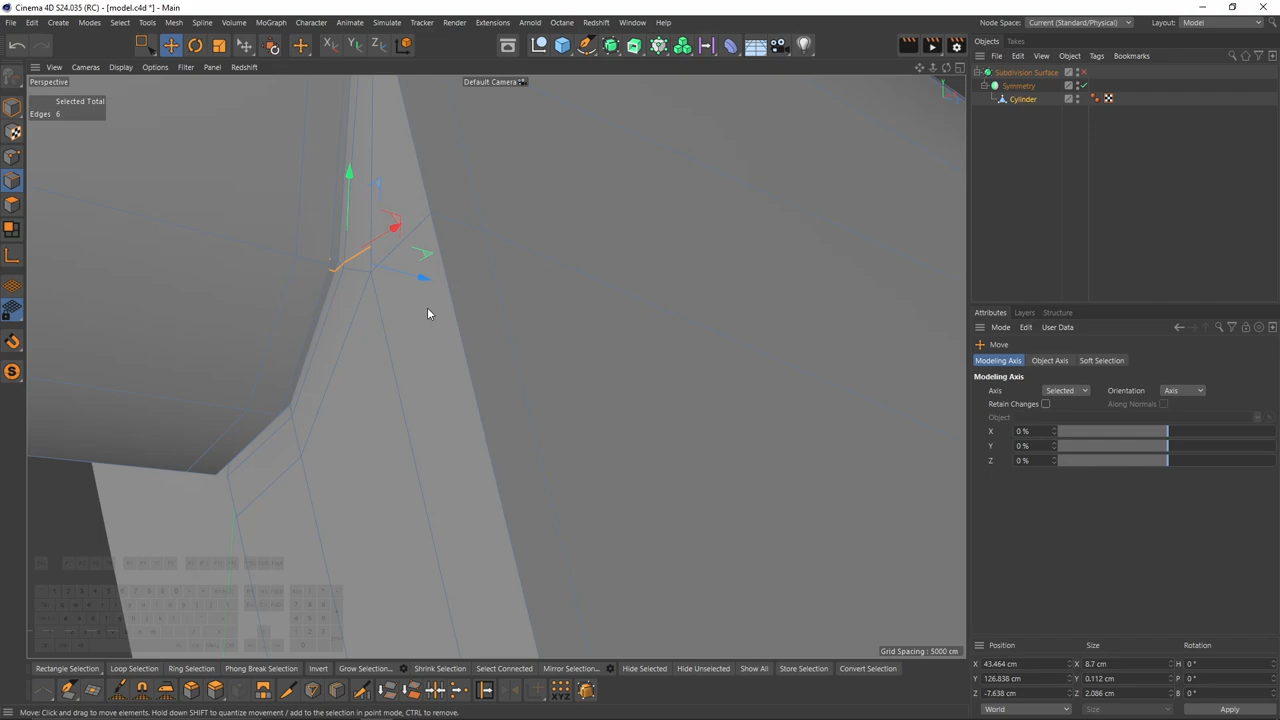 Cinema 4D S24.035 (RC) - [model.c4d *] - Main
File Edit Create Modes Select Tools Mesh Spline Volume MoGraph Character Animate Simulate Tracker Render Extensions Arnold Octane Redshift Window Help
Node Space: Current (Standard/Physical) Layout: Model
View Cameras Display Options Filter Panel Redshift
Objects Takes
File Edit View Object Tags Bookmarks
Perspective
Default Camera
Selected Total
Edges 6
Subdivision Surface
Symmetry
Cylinder
Attributes Layers Structure
Mode Edit User Data
Move
Modeling Axis Object Axis Soft Selection
Modeling Axis
Axis Selected Orientation Axis
Retain Changes Along Normals
Object
X 0 %
Y 0 %
Z 0 %
Grid Spacing : 5000 cm
Position Size Rotation
X 43.464 cm X 8.7 cm H 0 °
Y 126.838 cm Y 0.112 cm P 0 °
Z -7.638 cm Z 2.086 cm B 0 °
World Size Apply
Rectangle Selection Loop Selection Ring Selection Phong Break Selection Invert Grow Selection... Shrink Selection Select Connected Mirror Selection... Hide Selected Hide Unselected Show All Store Selection Convert Selection
Move: Click and drag to move elements. Hold down SHIFT to quantize movement / add to the selection in point mode, CTRL to remove.